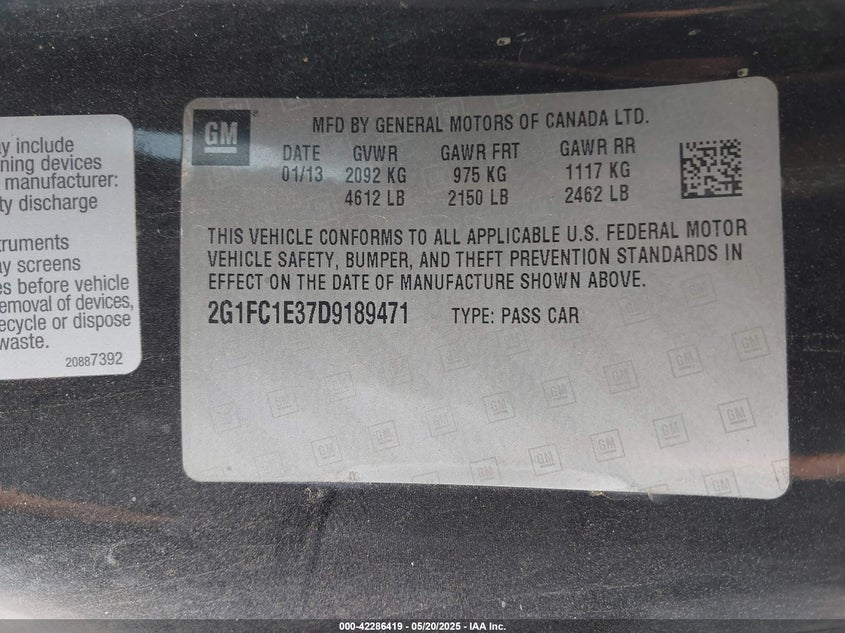 ay include
ning devices
manufacturer:
ty discharge
truments
ay screens
es before vehicle
emoval of devices,
ecycle or dispose
waste.
20887392
GM
MFD BY GENERAL MOTORS OF CANADA LTD.
DATE GVWR GAWR FRT GAWR RR
01/13 2092 KG 975 KG 1117 KG
4612 LB 2150 LB 2462 LB
THIS VEHICLE CONFORMS TO ALL APPLICABLE U.S. FEDERAL MOTOR
VEHICLE SAFETY, BUMPER, AND THEFT PREVENTION STANDARDS IN
EFFECT ON THE DATE OF MANUFACTURE SHOWN ABOVE.
2G1FC1E37D9189471 TYPE: PASS CAR
000-42286419 | 05/20/2025 - IAA Inc.